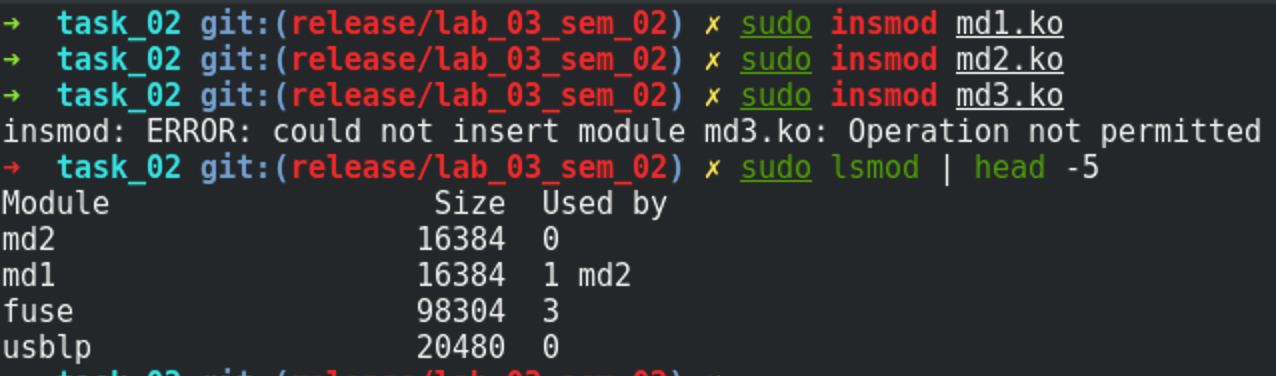 → task_02 git:(release/lab_03_sem_02) ✗ sudo insmod md1.ko
→ task_02 git:(release/lab_03_sem_02) ✗ sudo insmod md2.ko
→ task_02 git:(release/lab_03_sem_02) ✗ sudo insmod md3.ko
insmod: ERROR: could not insert module md3.ko: Operation not permitted
→ task_02 git:(release/lab_03_sem_02) ✗ sudo lsmod | head -5
Module Size Used by
md2 16384 0
md1 16384 1 md2
fuse 98304 3
usblp 20480 0